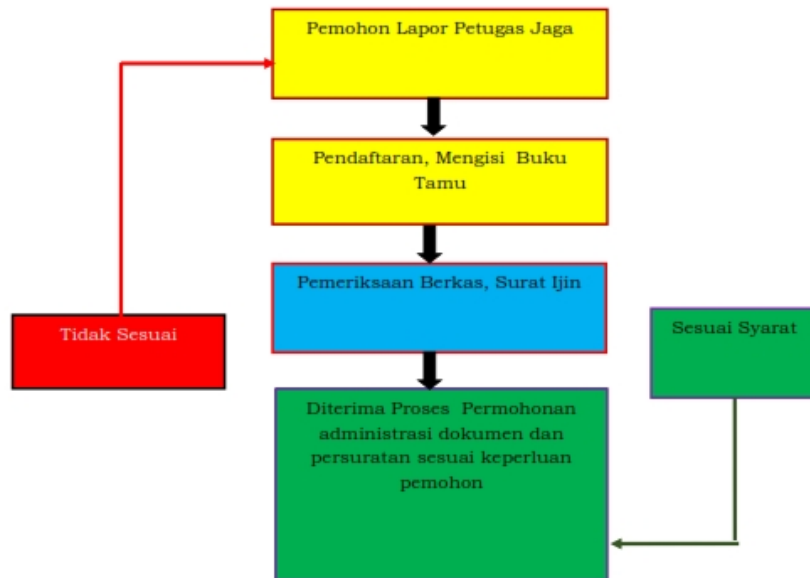 Pemohon Lapor Petugas Jaga
Pendaftaran, Mengisi Buku
Tamu
Pemeriksaan Berkas, Surat Ijin
Tidak Sesuai
Sesuai Syarat
Diterima Proses Permohonan
administrasi dokumen dan
persuratan sesuai keperluan
pemohon